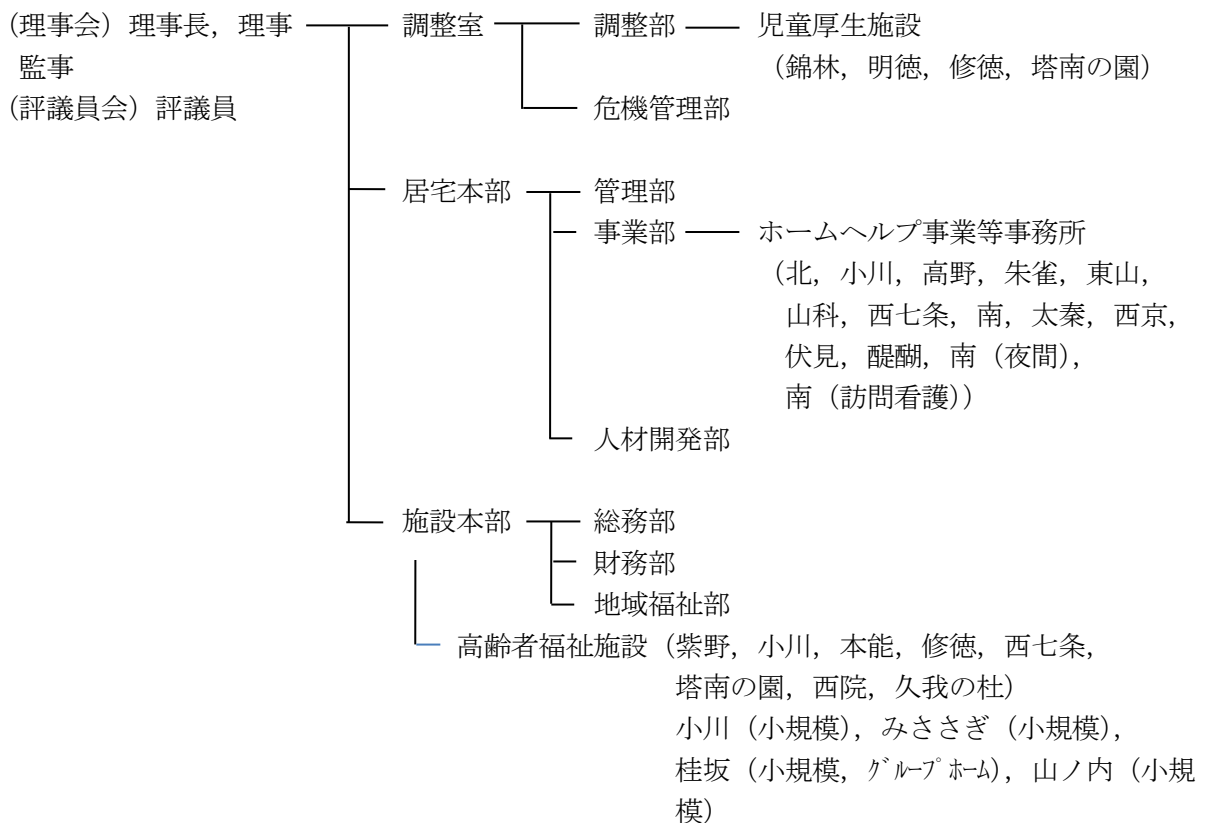 (理事会) 理事長,理事 調整室 調整部 児童厚生施設
監事 (錦林,明徳,修徳,塔南の園)
(評議員会) 評議員 危機管理部
居宅本部 管理部
事業部 ホームヘルプ事業等事務所
(北,小川,高野,朱雀,東山,
山科,西七条,南,太秦,西京,
伏見,醍醐,南(夜間),
南(訪問看護))
人材開発部
施設本部 総務部
財務部
地域福祉部
高齢者福祉施設(紫野,小川,本能,修徳,西七条,
塔南の園,西院,久我の杜)
小川(小規模),みささぎ(小規模),
桂坂(小規模,グループホーム),山ノ内(小規
模)